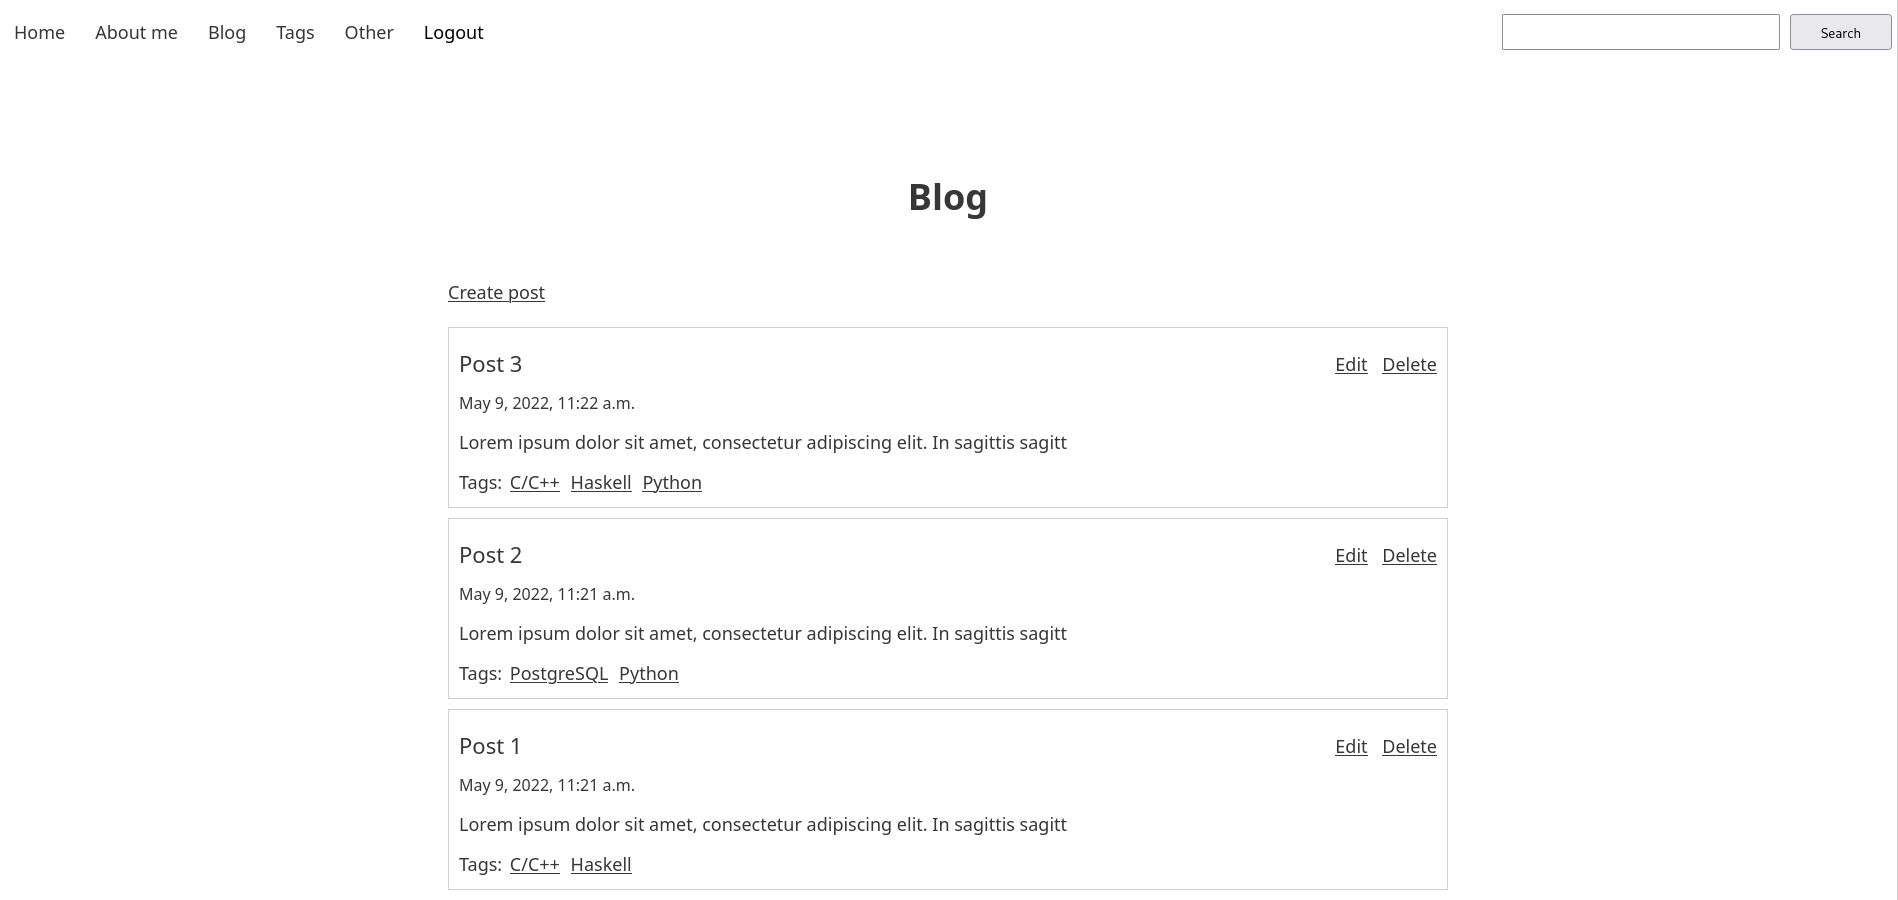 Home About me Blog Tags Other Logout Search
Blog
Create post
Post 3 Edit Delete
May 9, 2022, 11:22 a.m.
Lorem ipsum dolor sit amet, consectetur adipiscing elit. In sagittis sagitt
Tags: C/C++ Haskell Python
Post 2 Edit Delete
May 9, 2022, 11:21 a.m.
Lorem ipsum dolor sit amet, consectetur adipiscing elit. In sagittis sagitt
Tags: PostgreSQL Python
Post 1 Edit Delete
May 9, 2022, 11:21 a.m.
Lorem ipsum dolor sit amet, consectetur adipiscing elit. In sagittis sagitt
Tags: C/C++ Haskell